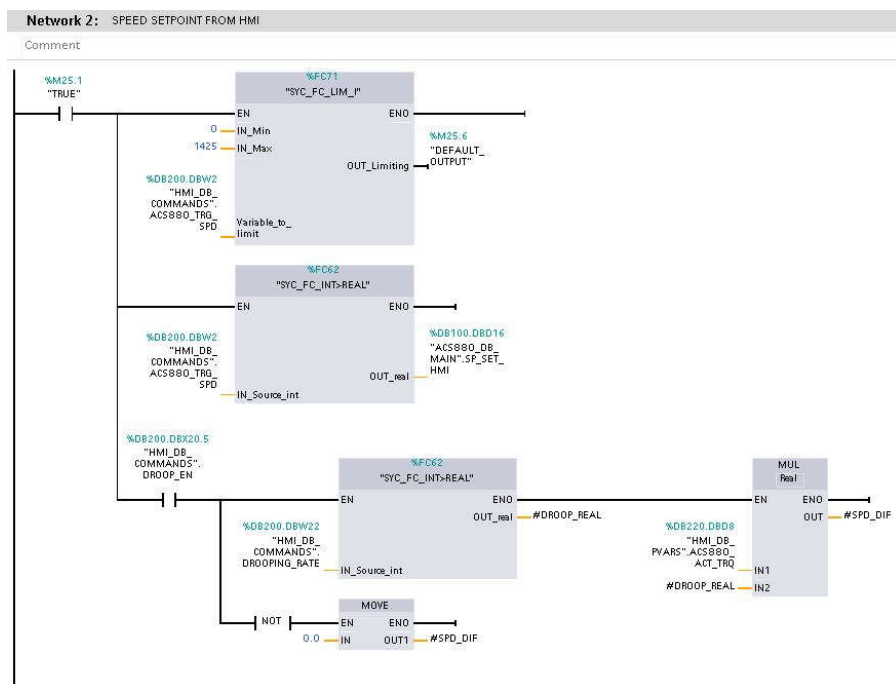 Network 2: SPEED SETPOINT FROM HMI
Comment
%M25.1
"TRUE"
%FC71
"SYC_FC_LIM_I"
EN ENO
0 IN_Min
1425 IN_Max
%M25.6
"DEFAULT_
OUTPUT"
OUT_Limiting
%DB200.DBW2
"HMI_DB_
COMMANDS".
ACS880_TRG_
SPD
Variable_to_
limit
%FC62
"SYC_FC_INT>REAL"
EN ENO
%DB200.DBW2
"HMI_DB_
COMMANDS".
ACS880_TRG_
SPD
IN_Source_int
%DB100.DBD16
"ACS880_DB_
MAIN".SP_SET_
HMI
OUT_real
%DB200.DBX20.5
"HMI_DB_
COMMANDS".
DROOP_EN
%FC62
"SYC_FC_INT>REAL"
EN ENO
OUT_real #DROOP_REAL
%DB200.DBW22
"HMI_DB_
COMMANDS".
DROOPING_RATE
IN_Source_int
MUL
Real
EN ENO
OUT #SPD_DIF
%DB220.DBD8
"HMI_DB_
PVARS".ACS880_
ACT_TRQ
IN1
#DROOP_REAL IN2
NOT
MOVE
EN ENO
0.0 IN OUT1 #SPD_DIF